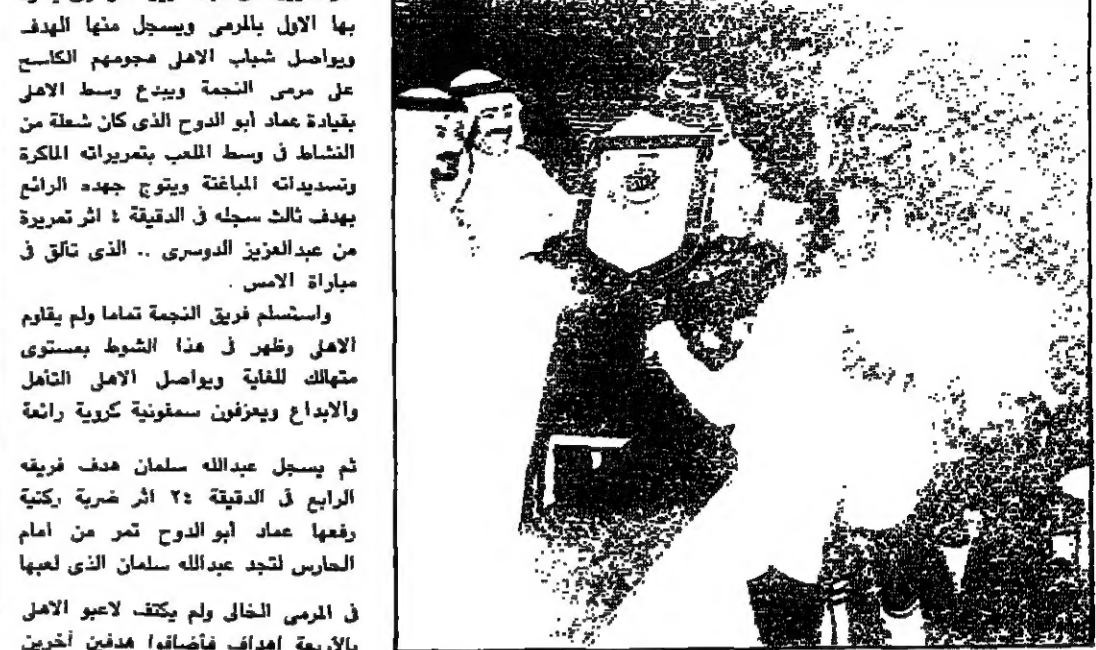 بها الاول بالمرمى ويسجل منها الهدف
ويواصل شباب الاهلى هجومهم الكاسح
على مرمى النجمة ويبدع وسط الاهلى
بقيادة عماد أبو الدوح الذى كان شعلة من
النشاط فى وسط الملعب بتمريراته الماكرة
وتسديداته المباغتة ويتوج جهده الرائع
بهدف ثالث سجله فى الدقيقة ٤ اثر تمريرة
من عبدالعزيز الدوسرى .. الذى تألق فى
مباراة الامس .
واستسلم فريق النجمة تماما ولم يقاوم
الاهلى وظهر فى هذا الشوط بمستوى
متهالك للغاية ويواصل الاهلى التأهل
والابداع ويعزفون سمفونية كروية رائعة
ثم يسجل عبدالله سلمان هدف فريقه
الرابع فى الدقيقة ٢٤ اثر ضربة ركنية
رفعها عماد أبو الدوح تمر من امام
الحارس لتجد عبدالله سلمان الذى لعبها
فى المرمى الخالى ولم يكتف لاعبو الاهلى
بالأربعة اهداف فأضافوا هدفين آخرين